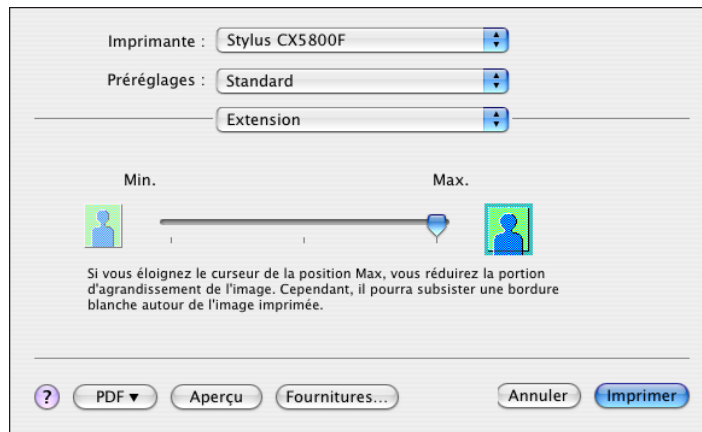 Imprimante : Stylus CX5800F
Préréglages : Standard
Extension
Min. Max.
Si vous éloignez le curseur de la position Max, vous réduirez la portion
d'agrandissement de l'image. Cependant, il pourra subsister une bordure
blanche autour de l'image imprimée.
? PDF ▼ Aperçu Fournitures... Annuler Imprimer